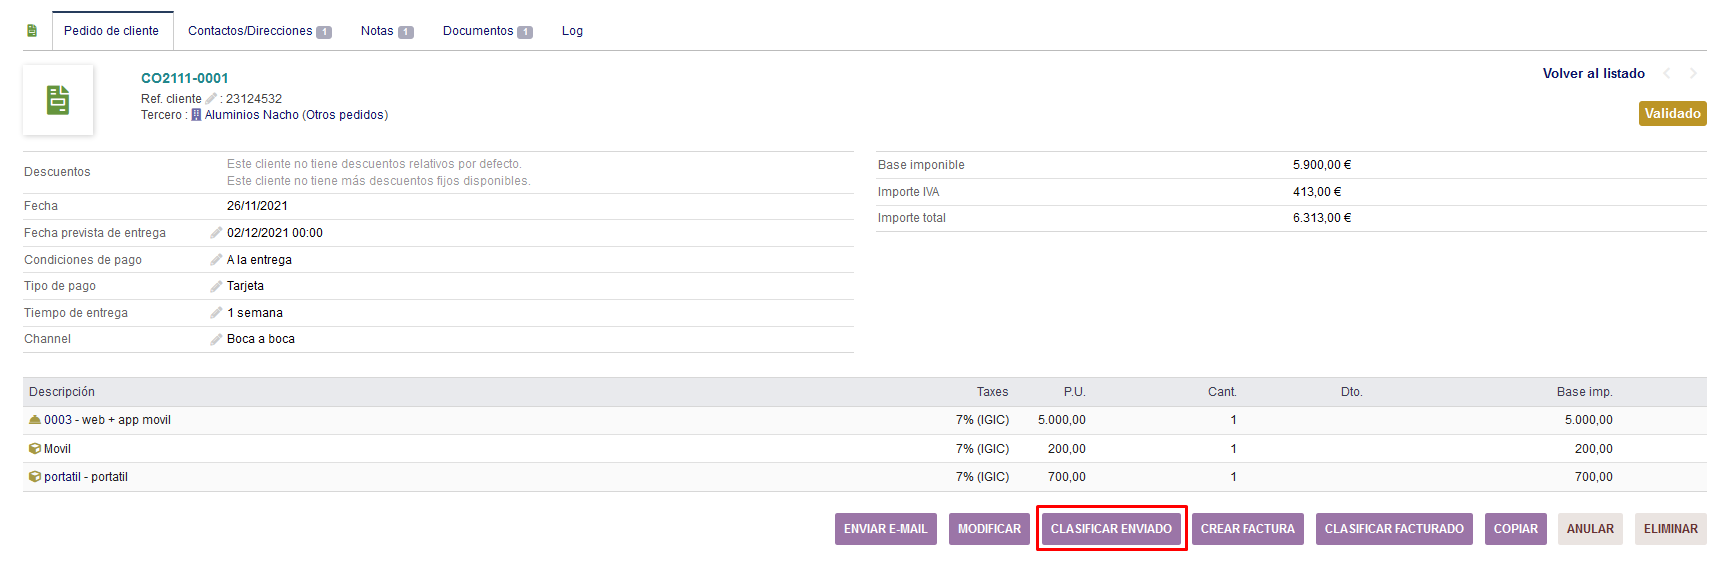 Pedido de cliente Contactos/Direcciones 1 Notas 1 Documentos 1 Log
CO2111-0001
Ref. cliente : 23124532
Tercero : Aluminios Nacho (Otros pedidos)
Volver al listado
Validado
Descuentos Este cliente no tiene descuentos relativos por defecto.
Este cliente no tiene más descuentos fijos disponibles.
Fecha 26/11/2021
Fecha prevista de entrega 02/12/2021 00:00
Condiciones de pago A la entrega
Tipo de pago Tarjeta
Tiempo de entrega 1 semana
Channel Boca a boca
Base imponible 5.900,00 €
Importe IVA 413,00 €
Importe total 6.313,00 €
Descripción Taxes P.U. Cant. Dto. Base imp.
0003 - web + app movil 7% (IGIC) 5.000,00 1 5.000,00
Movil 7% (IGIC) 200,00 1 200,00
portatil - portatil 7% (IGIC) 700,00 1 700,00
ENVIAR E-MAIL MODIFICAR CLASIFICAR ENVIADO CREAR FACTURA CLASIFICAR FACTURADO COPIAR ANULAR ELIMINAR